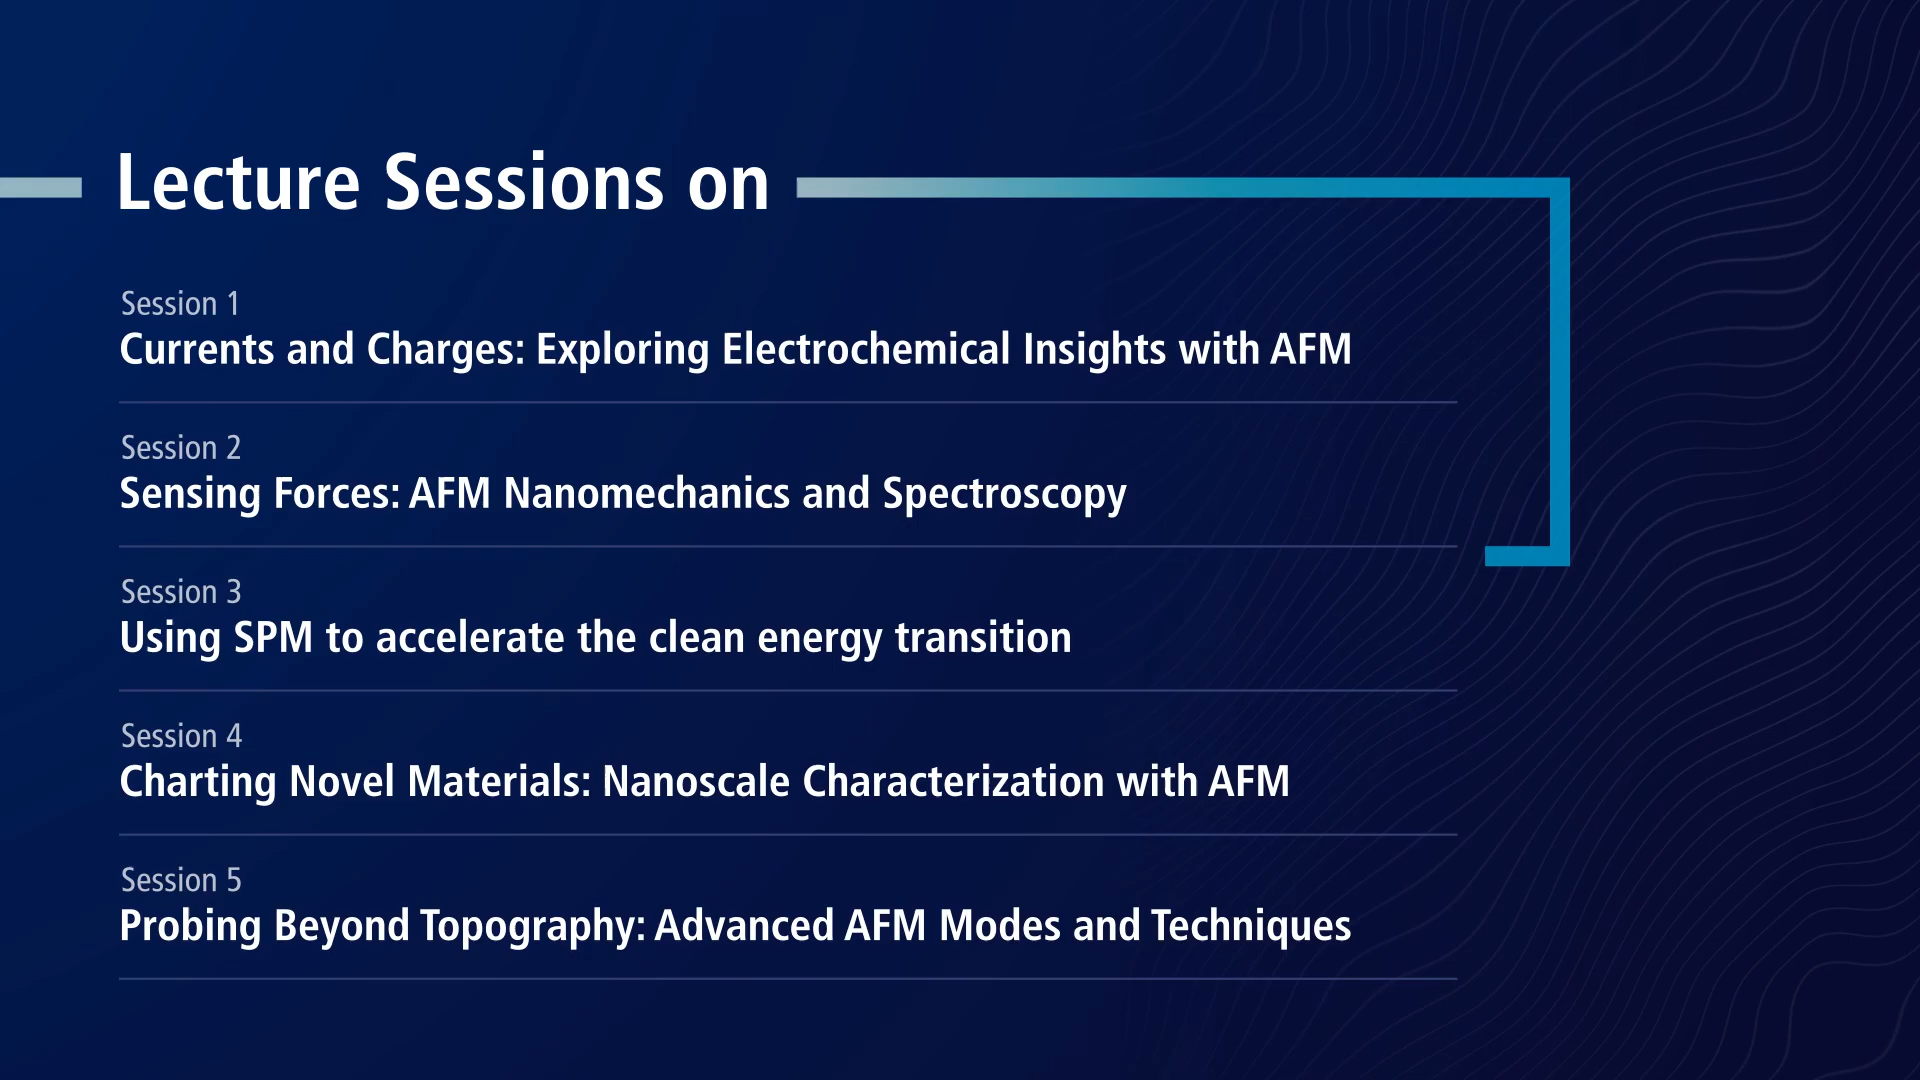 Lecture Sessions on
Session 1
Currents and Charges: Exploring Electrochemical Insights with AFM
Session 2
Sensing Forces: AFM Nanomechanics and Spectroscopy
Session 3
Using SPM to accelerate the clean energy transition
Session 4
Charting Novel Materials: Nanoscale Characterization with AFM
Session 5
Probing Beyond Topography: Advanced AFM Modes and Techniques